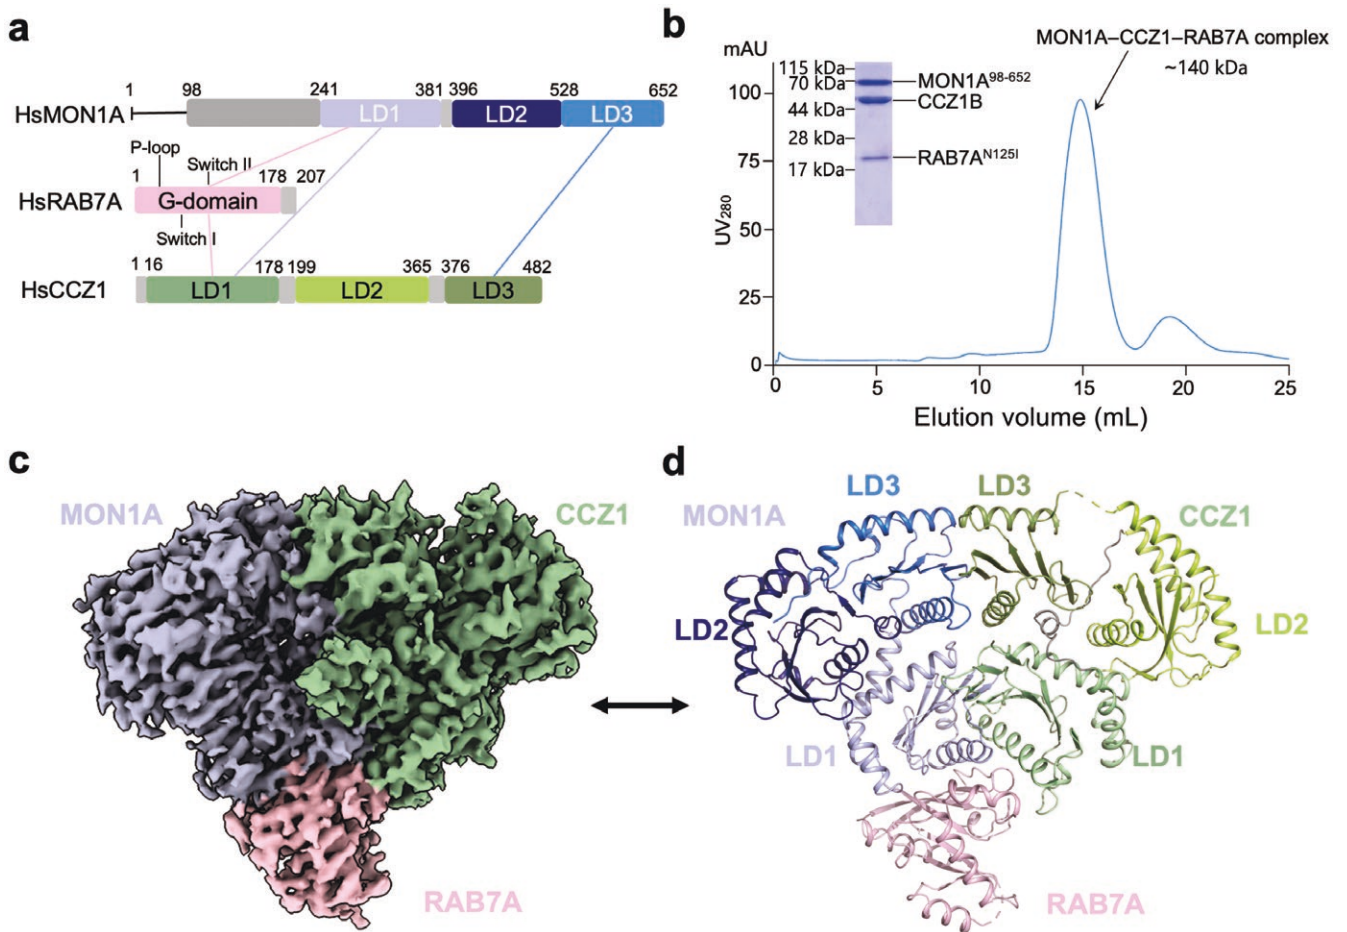 a
1 98 241 381 396 528 652
HsMON1A LD1 LD2 LD3
P-loop
Switch II
1 178 207
HsRAB7A G-domain
Switch I
1 16 178 199 365 376 482
HsCCZ1 LD1 LD2 LD3
b
mAU
MON1A–CCZ1–RAB7A complex
~140 kDa
115 kDa
70 kDa MON1A98-652
CCZ1B
44 kDa
28 kDa
RAB7AN125I
17 kDa
100
75
50
25
0
UV280
0 5 10 15 20 25
Elution volume (mL)
c
MON1A CCZ1
RAB7A
d
LD3 LD3
MON1A CCZ1
LD2 LD2
LD1 LD1
RAB7A